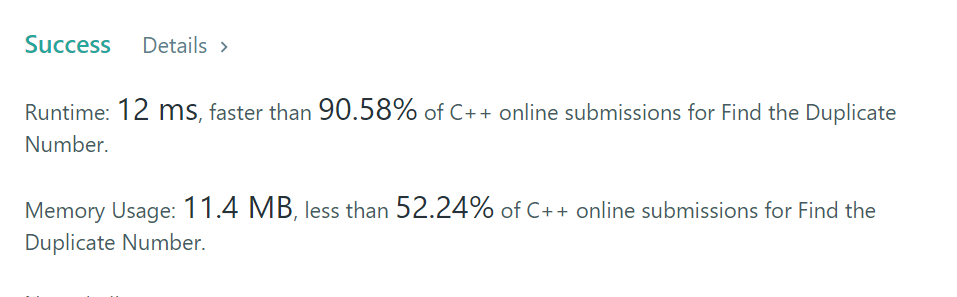 Success Details >
Runtime: 12 ms, faster than 90.58% of C++ online submissions for Find the Duplicate
Number.
Memory Usage: 11.4 MB, less than 52.24% of C++ online submissions for Find the
Duplicate Number.